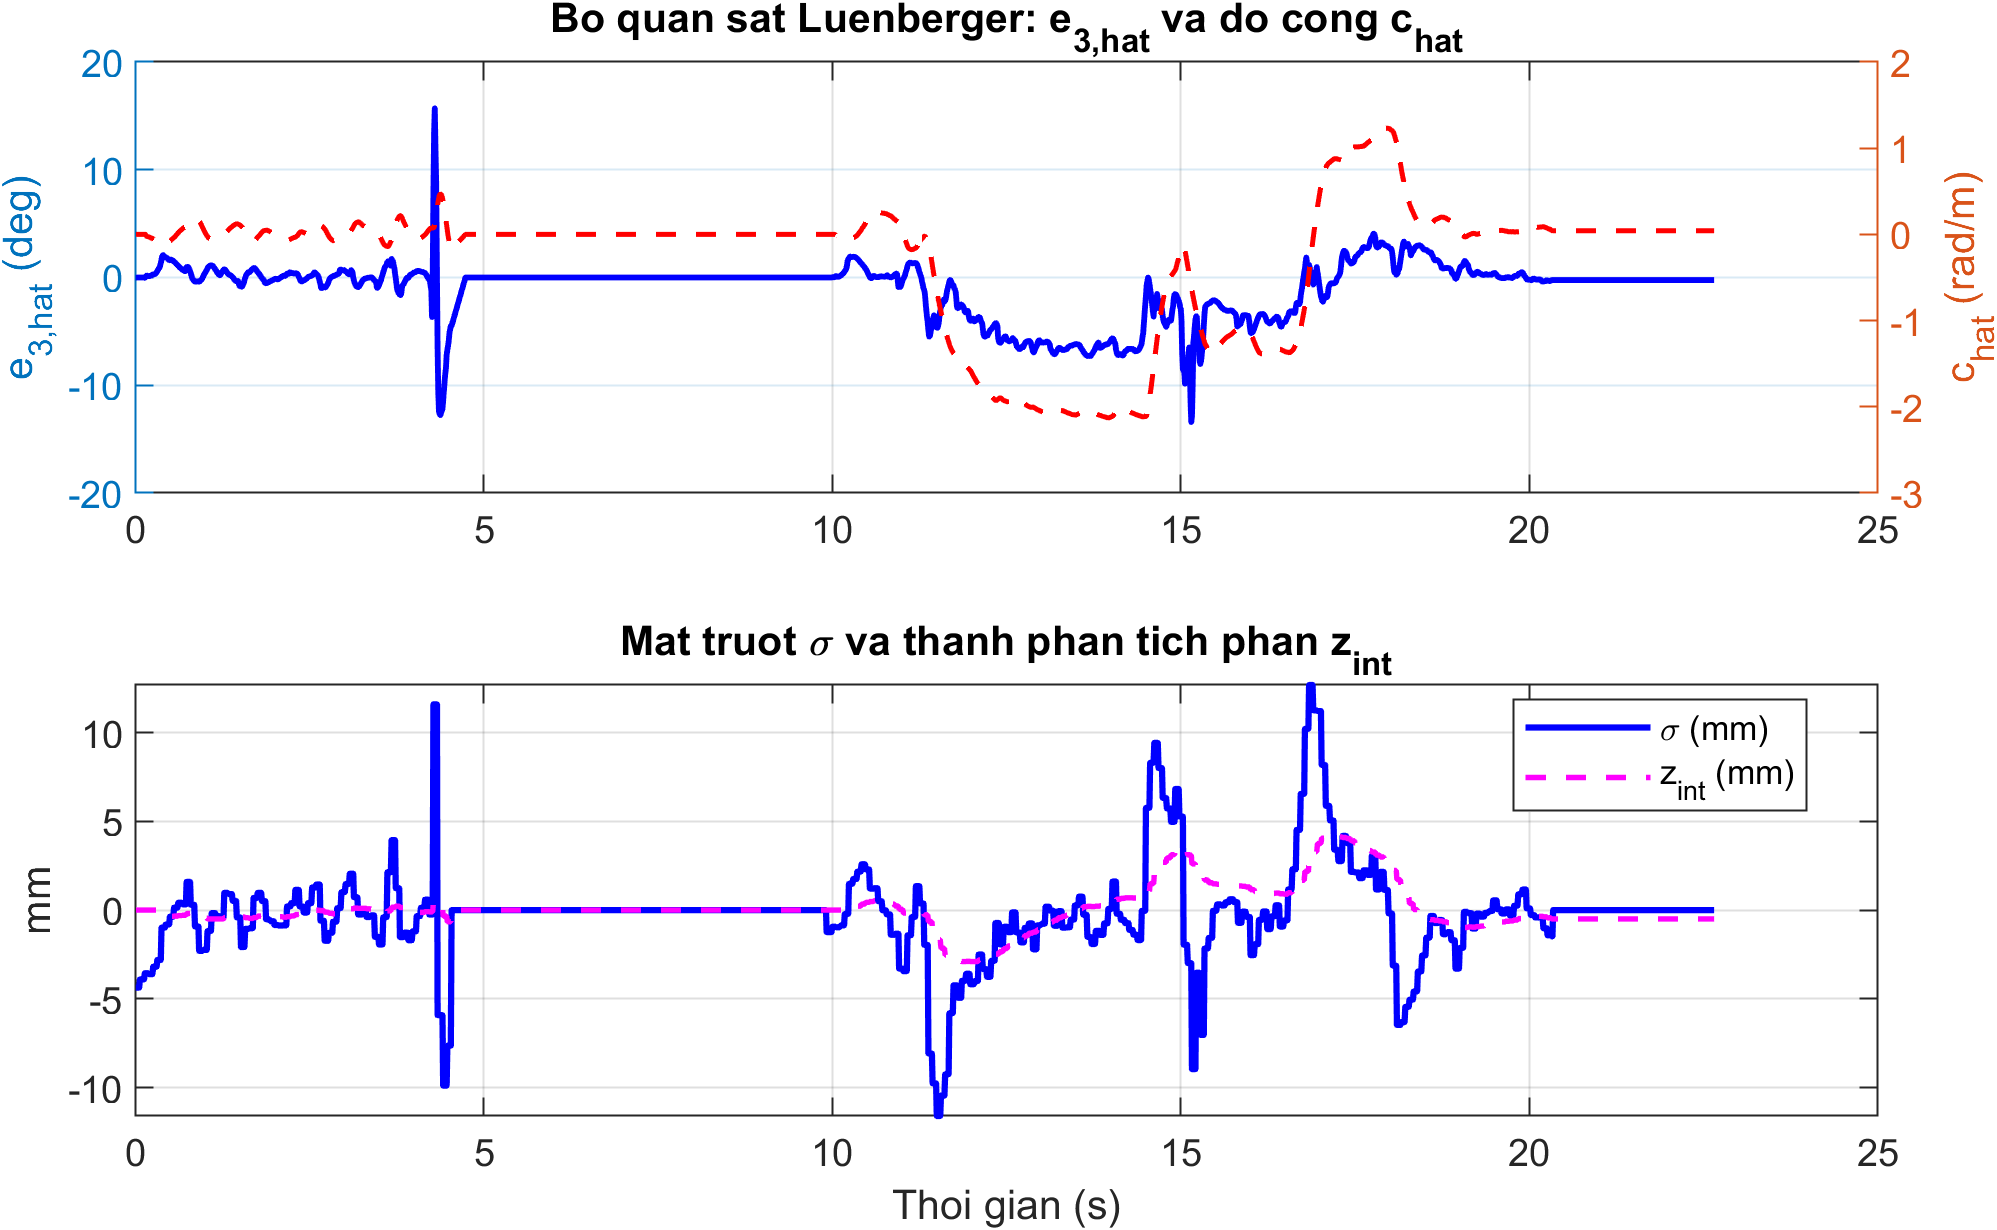 Bo quan sat Luenberger: e3,hat va do cong chat
20
10
0
-10
-20
e3,hat (deg)
2
1
0
-1
-2
-3
chat (rad/m)
0 5 10 15 20 25
Mat truot σ va thanh phan tich phan zint
10
5
0
-5
-10
mm
σ (mm)
zint (mm)
0 5 10 15 20 25
Thoi gian (s)